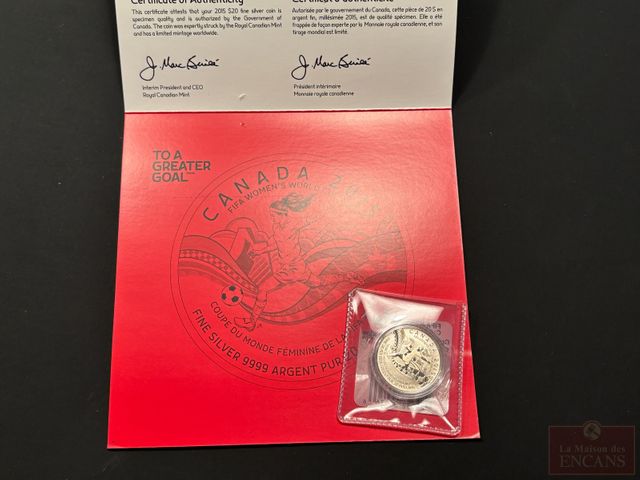 Certificate of Authenticity
This certificate attests that your 2015 $20 fine silver coin is
specimen quality and is authorized by the Government of
Canada. The coin was expertly struck by the Royal Canadian Mint
and has a limited mintage worldwide.
Interim President and CEO
Royal Canadian Mint
Certificat d'authenticité
Autorisée par le gouvernement du Canada, cette pièce de 20 $ en
argent fin, millésimée 2015, est de qualité spécimen. Elle a été
frappée de façon experte par la Monnaie royale canadienne, et son
tirage mondial est limité.
Président intérimaire
Monnaie royale canadienne
TO A
GREATER
GOAL
CANADA
FIFA WOMEN'S WORLD
COUPE DU MONDE FÉMININE DE LA
FINE SILVER 9999 ARGENT PUR
CANADA
La Maison des
ENCANS